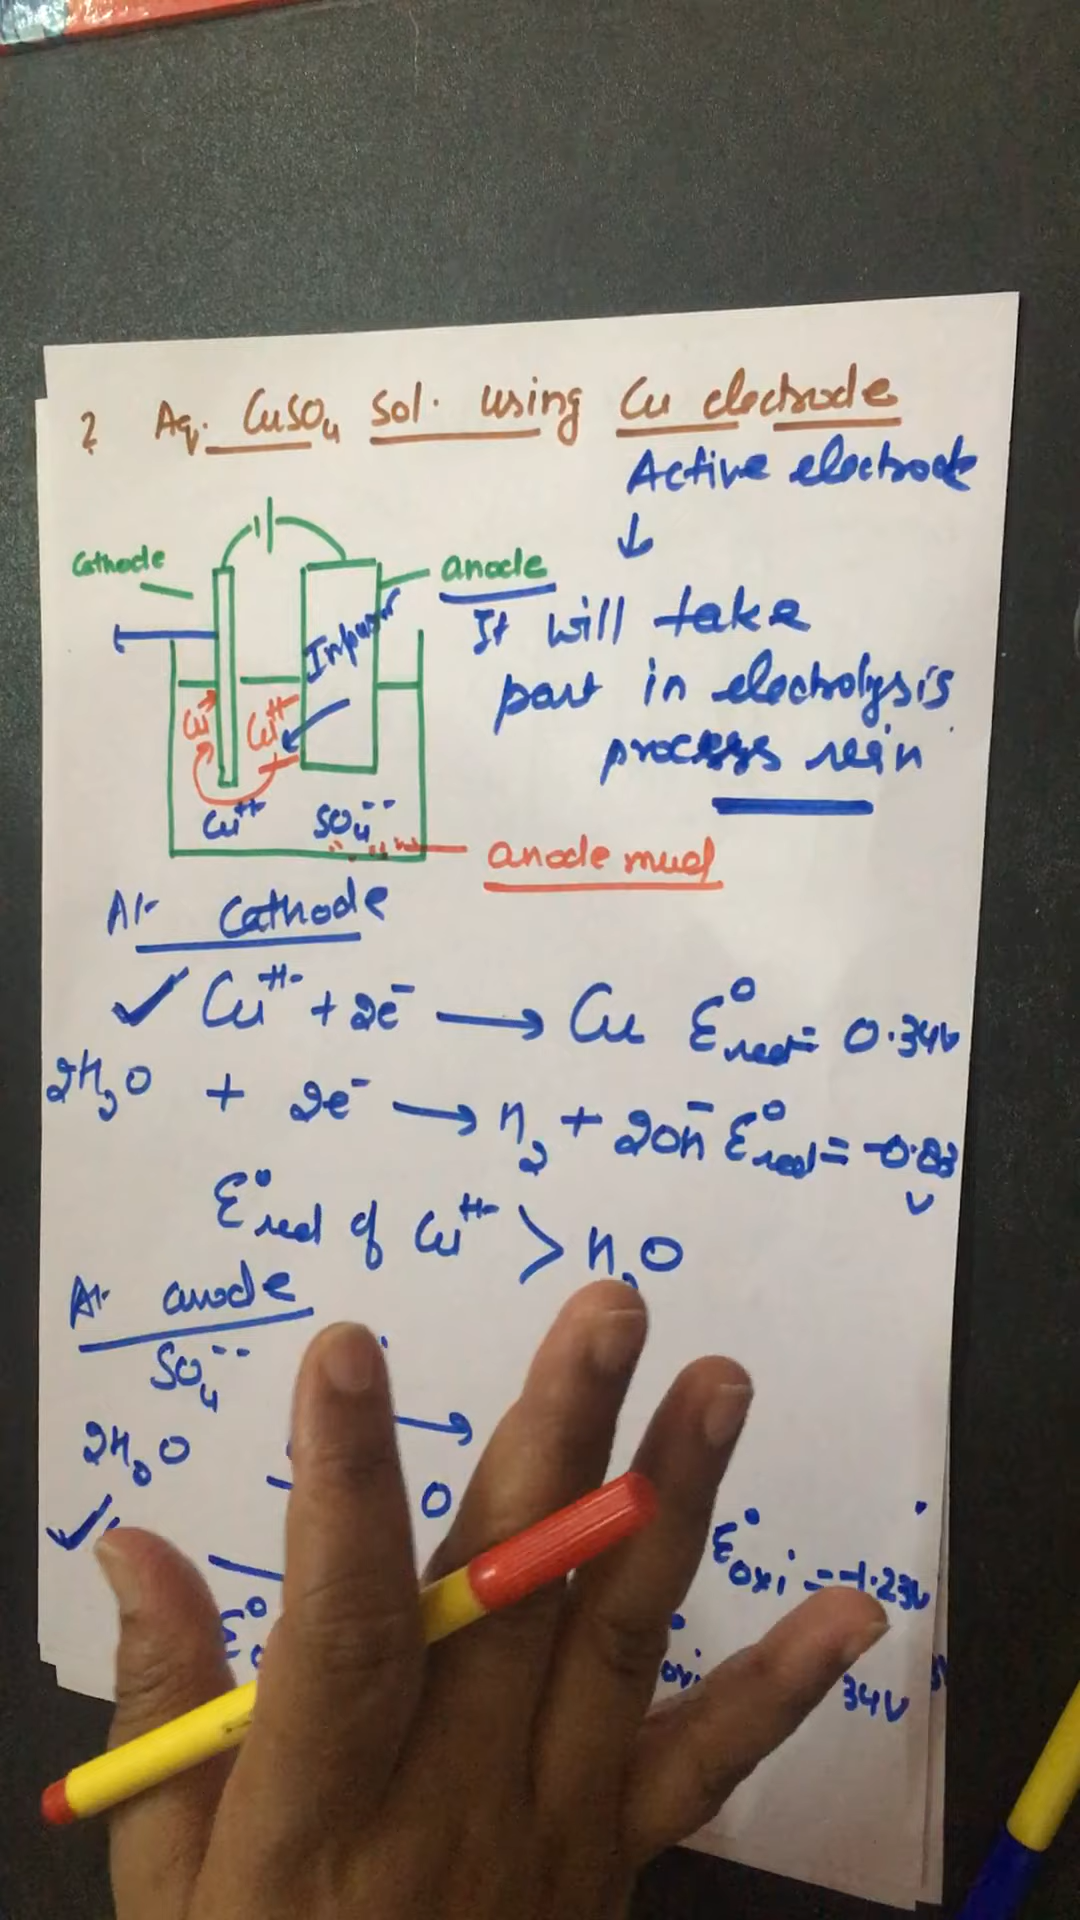 2 Aq. CuSO₄ sol. using Cu electrode
Active electrode
↓
Cathode
anode
It will take
part in electrolysis
process
Impure
Cu
Cu⁺⁺
Cu⁺⁺ SO₄⁻⁻
anode mud
At Cathode
✓ Cu⁺⁺ + 2e⁻ → Cu E°red = 0.34V
2H₂O + 2e⁻ → H₂ + 2OH⁻ E°red = -0.83
V
E°red of Cu⁺⁺ > H₂O
At anode
SO₄⁻⁻ →
2H₂O
O E°oxi = -1.23V
✓
E°
oxi 34V